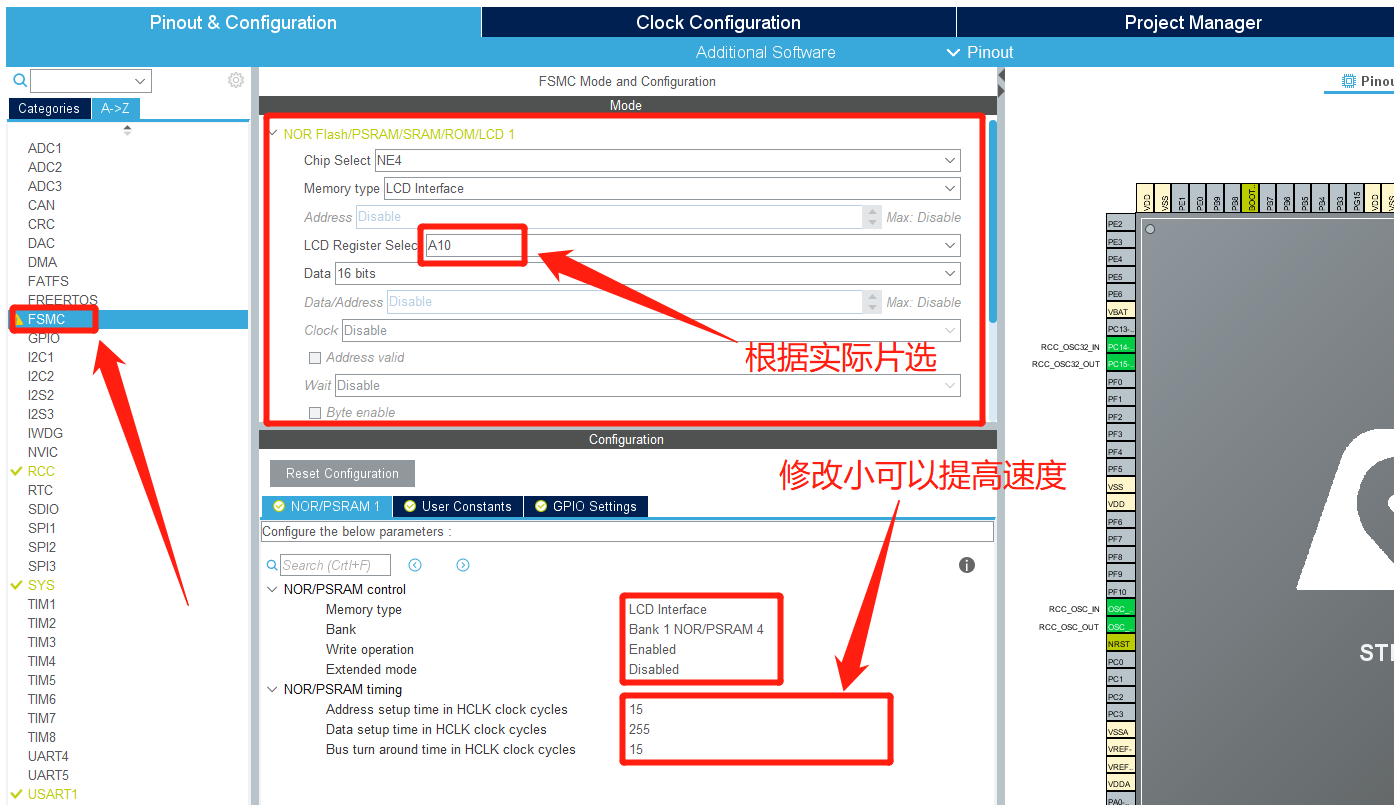 Pinout & Configuration
Clock Configuration
Project Manager
Additional Software
Pinout
FSMC Mode and Configuration
Pinou
Categories
A->Z
Mode
ADC1
ADC2
ADC3
CAN
CRC
DAC
DMA
FATFS
FREERTOS
FSMC
GPIO
I2C1
I2C2
I2S2
I2S3
IWDG
NVIC
RCC
RTC
SDIO
SPI1
SPI2
SPI3
SYS
TIM1
TIM2
TIM3
TIM4
TIM5
TIM6
TIM7
TIM8
UART4
UART5
USART1
NOR Flash/PSRAM/SRAM/ROM/LCD 1
Chip Select NE4
Memory type LCD Interface
Address Disable Max: Disable
LCD Register Selec A10
Data 16 bits
Data/Address Disable Max: Disable
Clock Disable
根据实际片选
Address valid
Wait Disable
Byte enable
Configuration
Reset Configuration
修改小可以提高速度
NOR/PSRAM 1
User Constants
GPIO Settings
Configure the below parameters :
Search (CrtI+F)
NOR/PSRAM control
Memory type LCD Interface
Bank Bank 1 NOR/PSRAM 4
Write operation Enabled
Extended mode Disabled
NOR/PSRAM timing
Address setup time in HCLK clock cycles 15
Data setup time in HCLK clock cycles 255
Bus turn around time in HCLK clock cycles 15
VDD
VSS
PE1
PE0
PB9
PB8
BOOT..
PB7
PB6
PB5
PB4
PB3
PG15
VDD
VSS
PE2
PE3
PE4
PE5
PE6
VBAT
PC13-..
RCC_OSC32_IN PC14-..
RCC_OSC32_OUT PC15-..
PF0
PF1
PF2
PF3
PF4
PF5
VSS
VDD
PF6
PF7
PF8
PF9
PF10
RCC_OSC_IN OSC_..
RCC_OSC_OUT OSC_..
NRST
PC0
PC1
PC2
PC3
VSSA
VREF-
VREF..
VDDA
PA0-..
STI